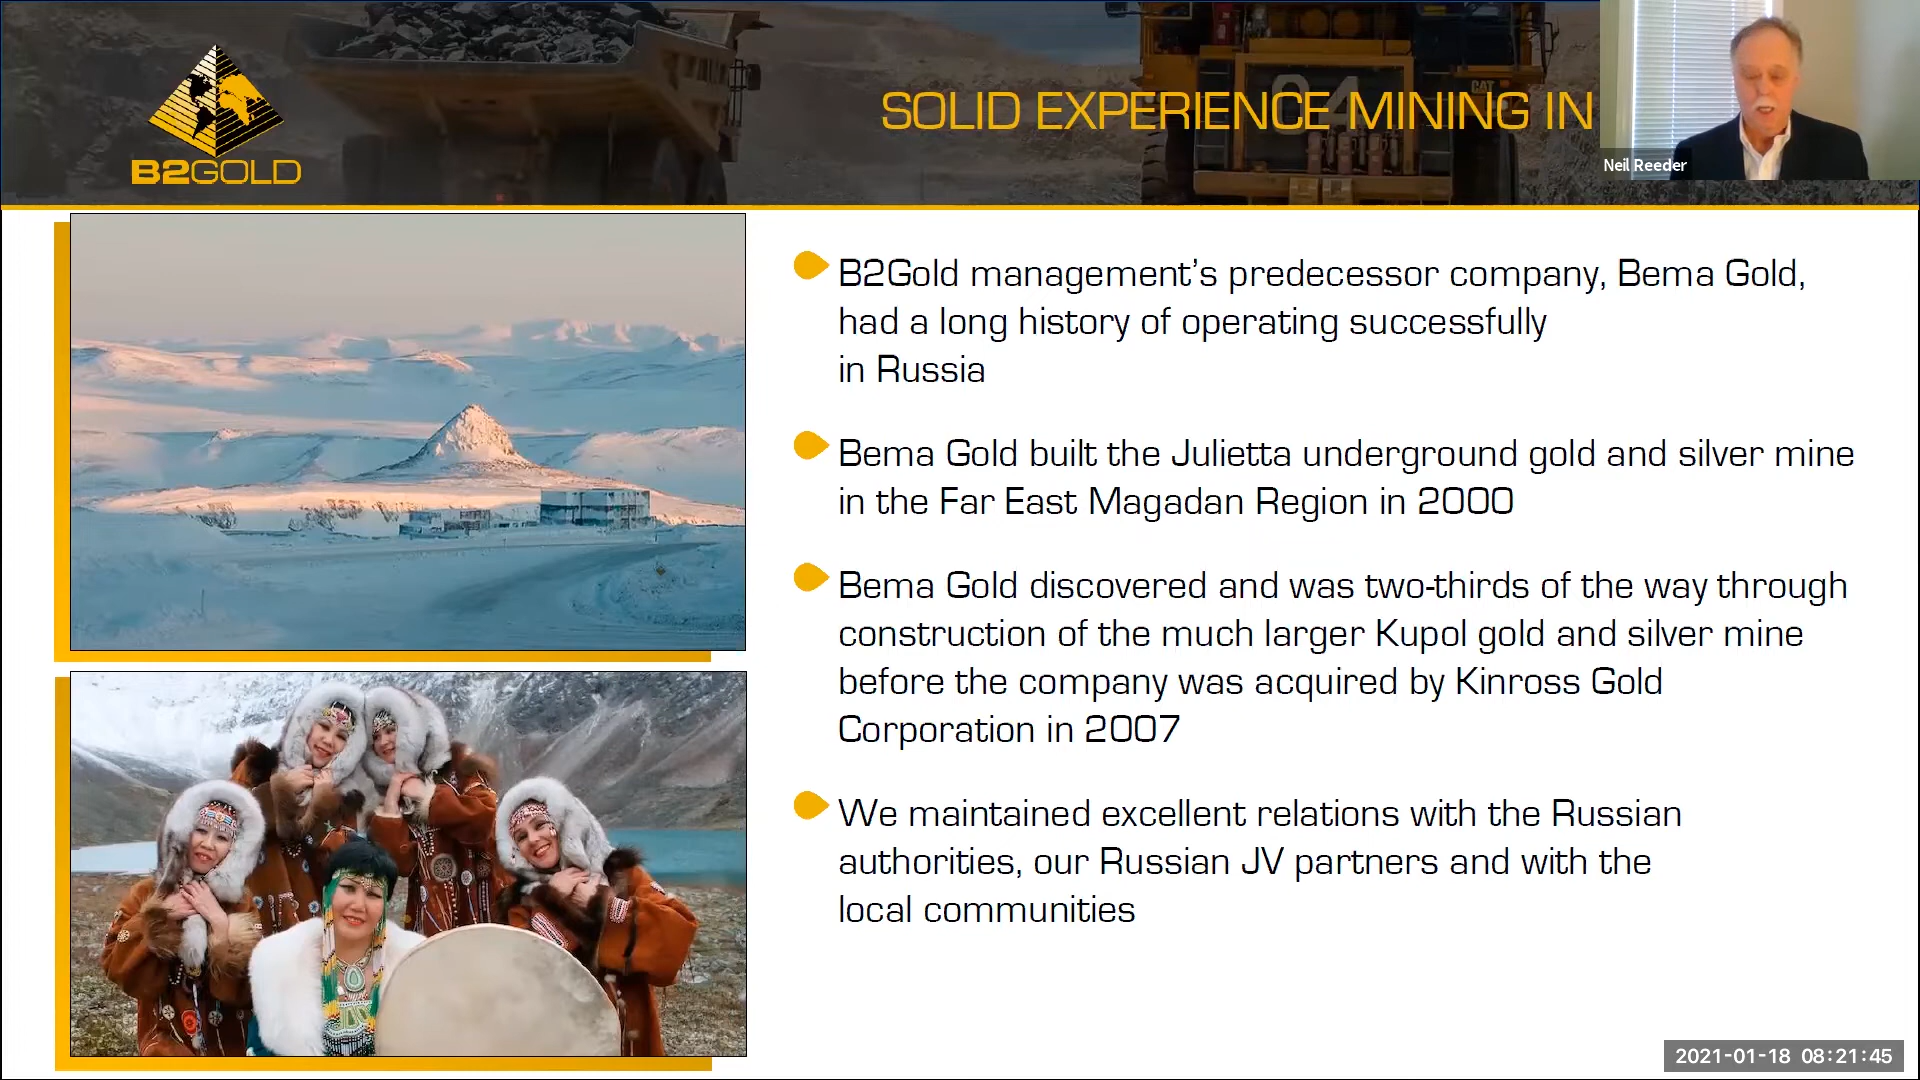 B2GOLD
SOLID EXPERIENCE MINING IN
CAT
Neil Reeder
B2Gold management’s predecessor company, Bema Gold,
had a long history of operating successfully
in Russia
Bema Gold built the Julietta underground gold and silver mine
in the Far East Magadan Region in 2000
Bema Gold discovered and was two-thirds of the way through
construction of the much larger Kupol gold and silver mine
before the company was acquired by Kinross Gold
Corporation in 2007
We maintained excellent relations with the Russian
authorities, our Russian JV partners and with the
local communities
2021-01-18 08:21:45